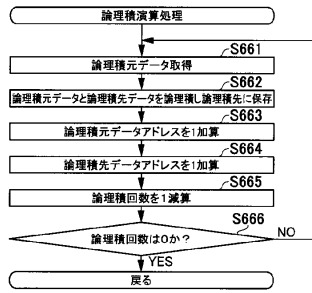 論理積演算処理
S661
論理積元データ取得
S662
論理積元データと論理積先データを論理積し論理積先に保存
S663
論理積元データアドレスを1加算
S664
論理積先データアドレスを1加算
S665
論理積回数を1減算
S666
論理積回数は0か？
NO
YES
戻る